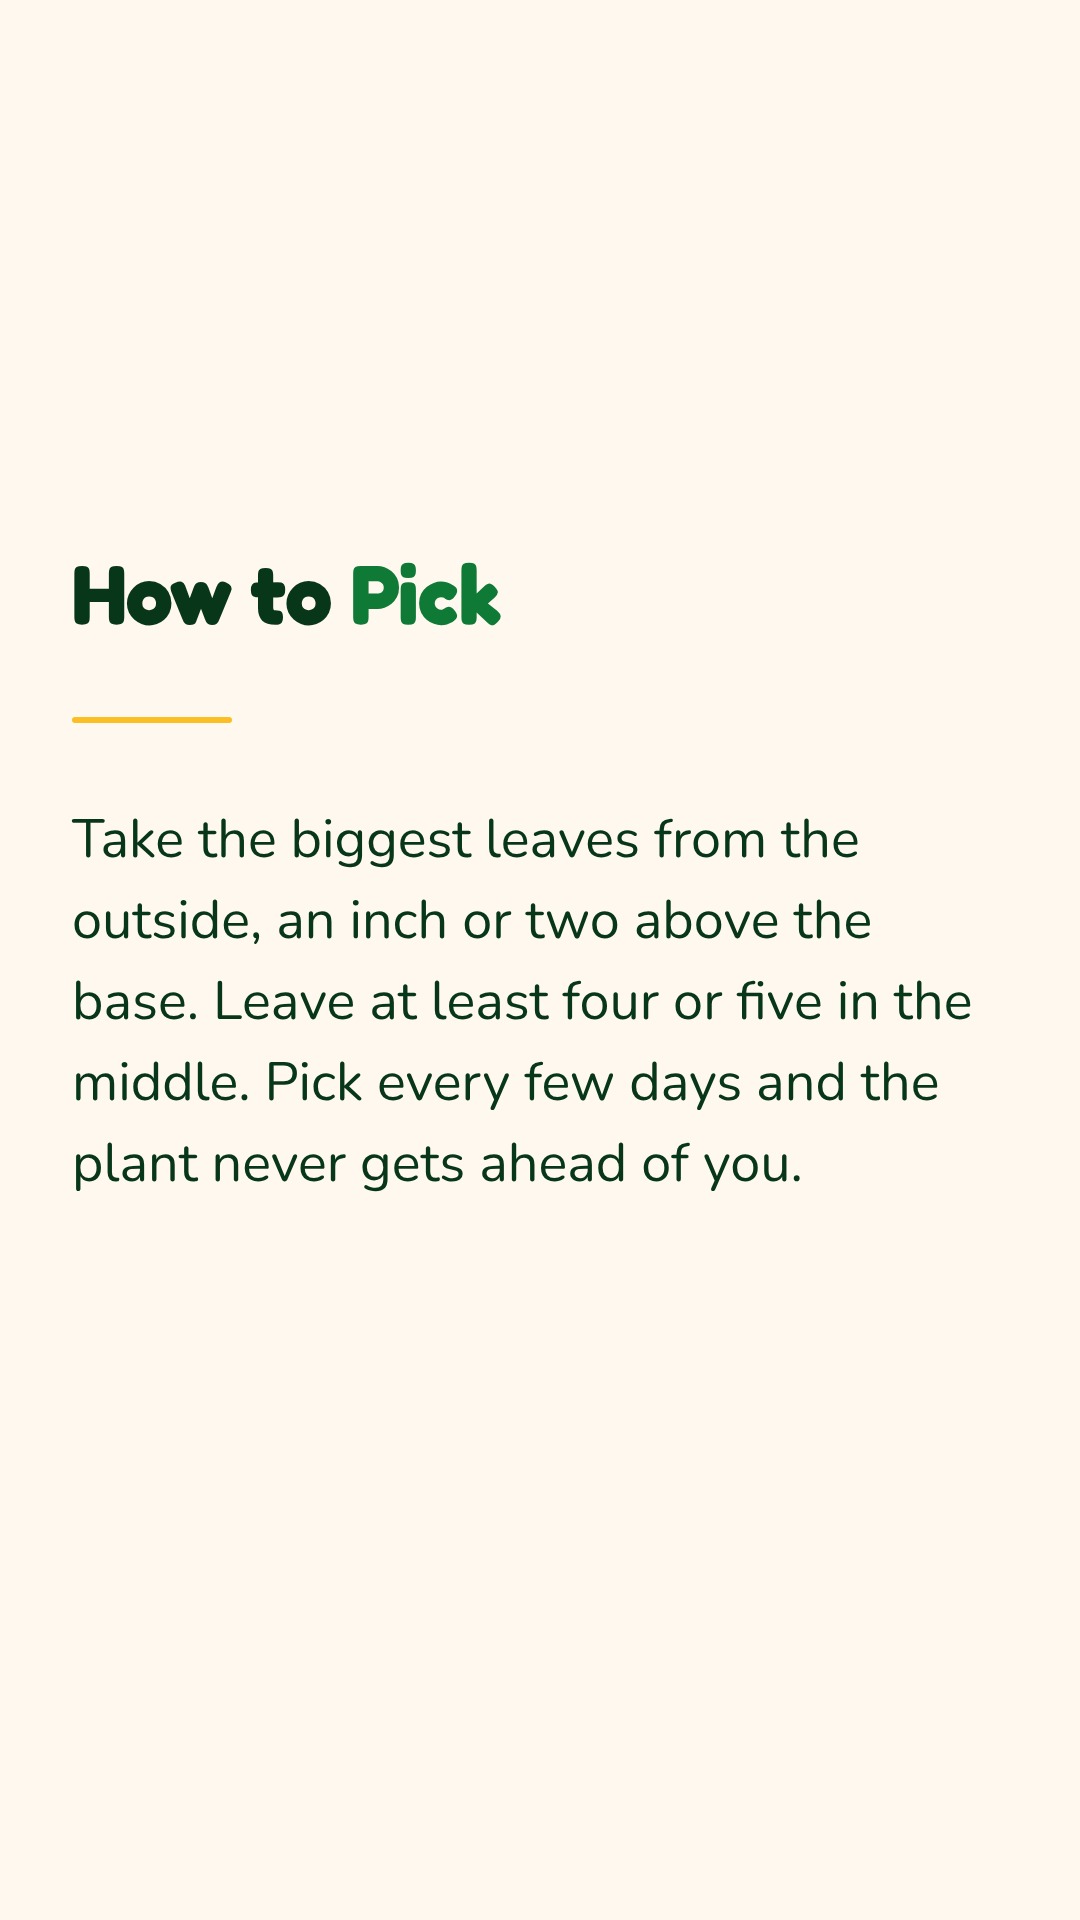 How to Pick
Take the biggest leaves from the
outside, an inch or two above the
base. Leave at least four or five in the
middle. Pick every few days and the
plant never gets ahead of you.